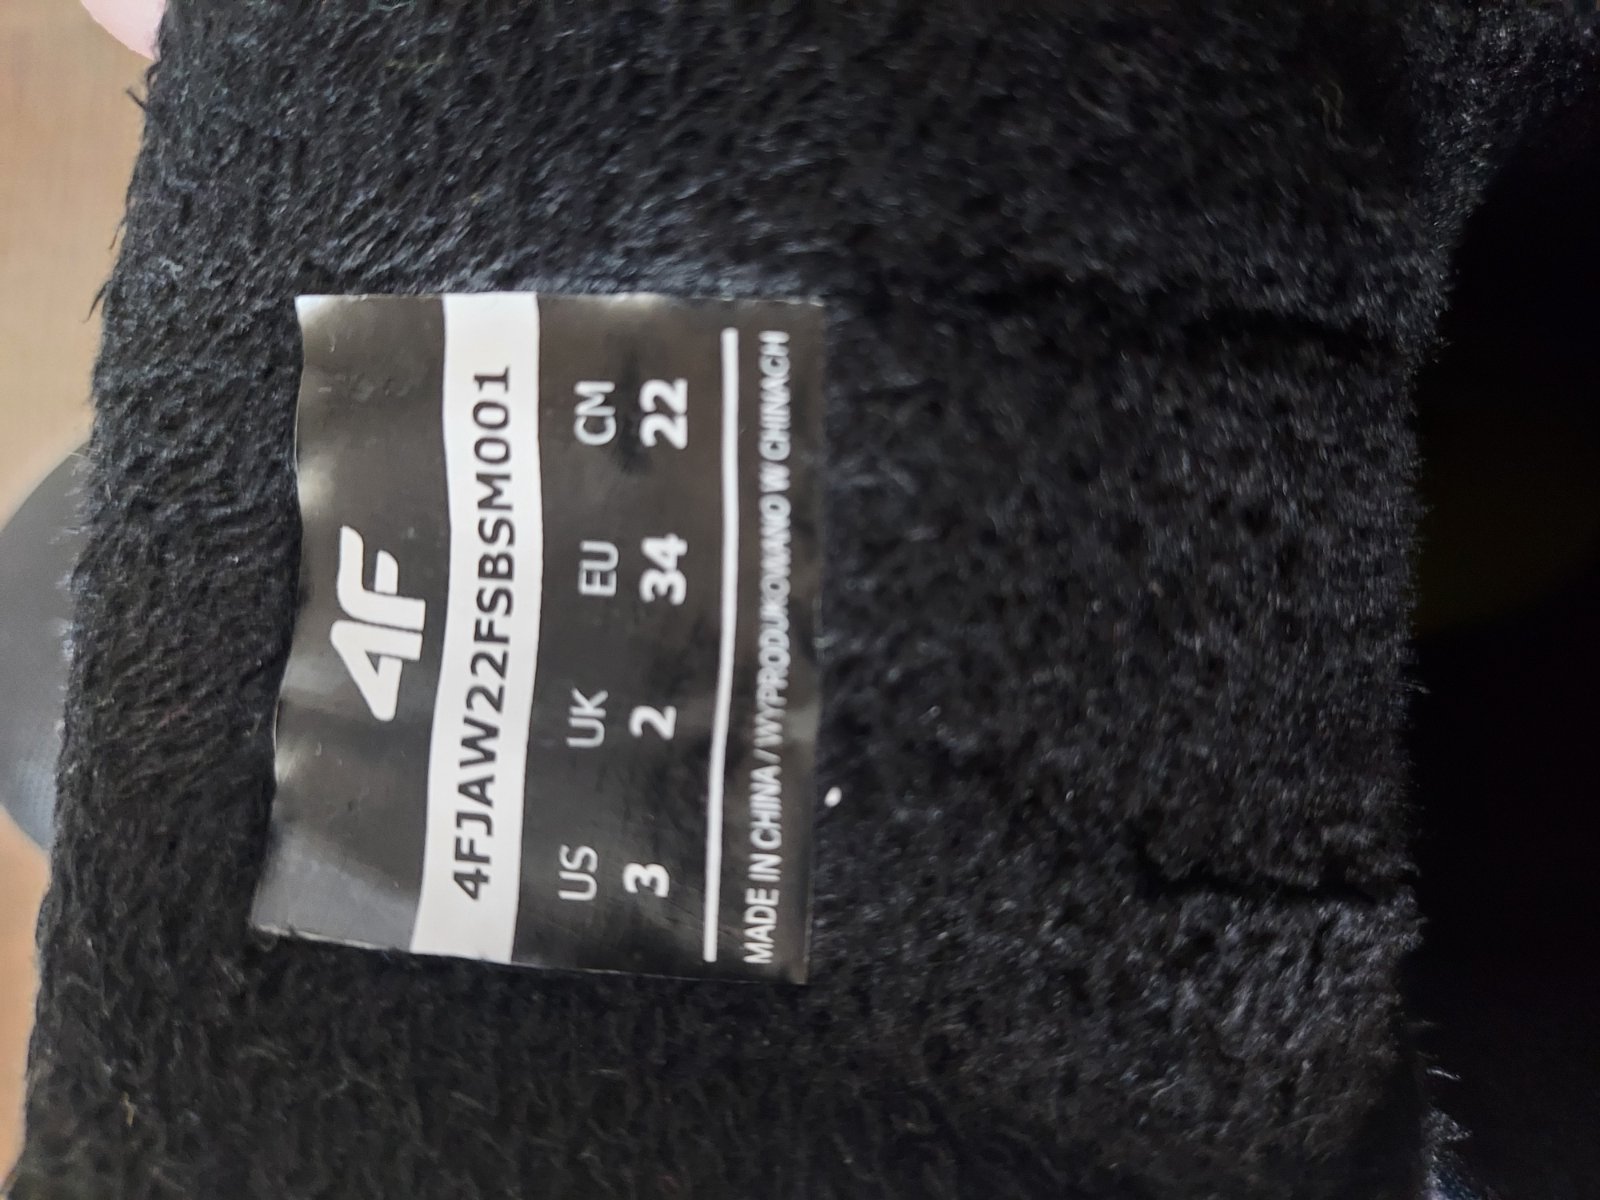 4F
4FJAW22FSBSM001
US UK EU CM
3 2 34 22
MADE IN CHINA / WYPRODUKOWANO W CHINACH